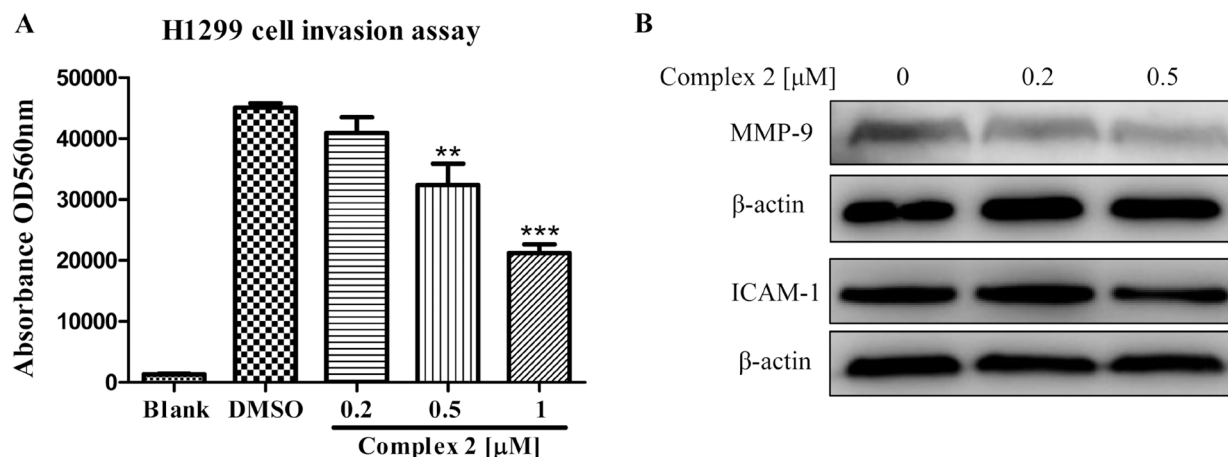 A
H1299 cell invasion assay
Absorbance OD560nm
50000
40000
30000
20000
10000
0
**
***
Blank DMSO 0.2 0.5 1
Complex 2 [μM]
B
Complex 2 [μM] 0 0.2 0.5
MMP-9
β-actin
ICAM-1
β-actin